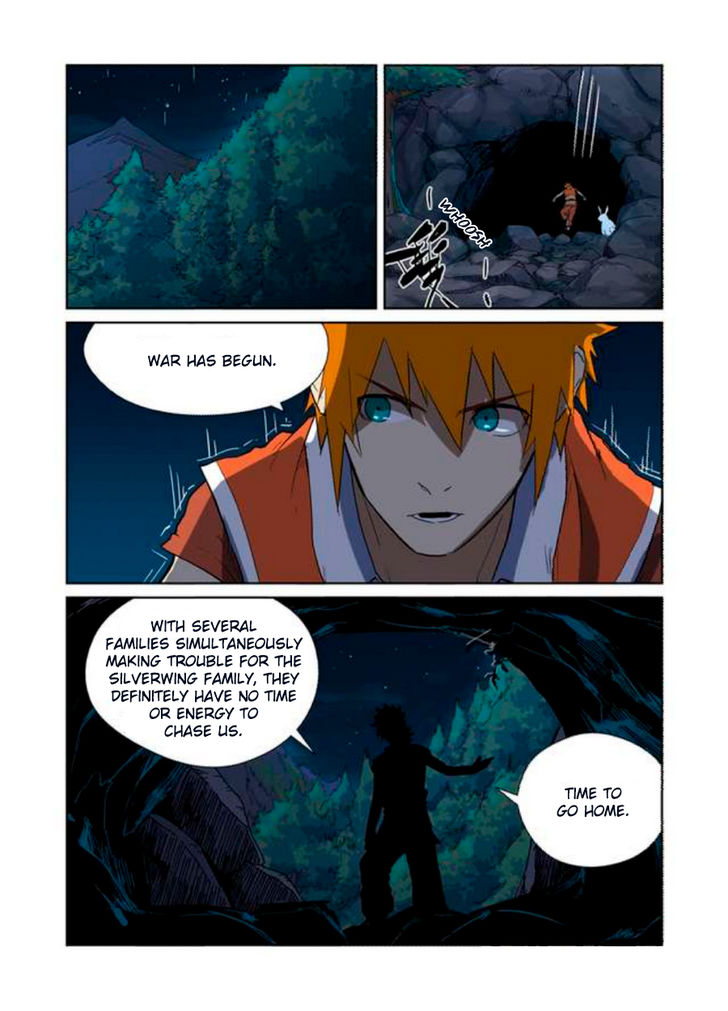 WHOOSH
WAR HAS BEGUN.
WITH SEVERAL
FAMILIES SIMULTANEOUSLY
MAKING TROUBLE FOR THE
SILVERWING FAMILY, THEY
DEFINITELY HAVE NO TIME
OR ENERGY TO
CHASE US.
TIME TO
GO HOME.